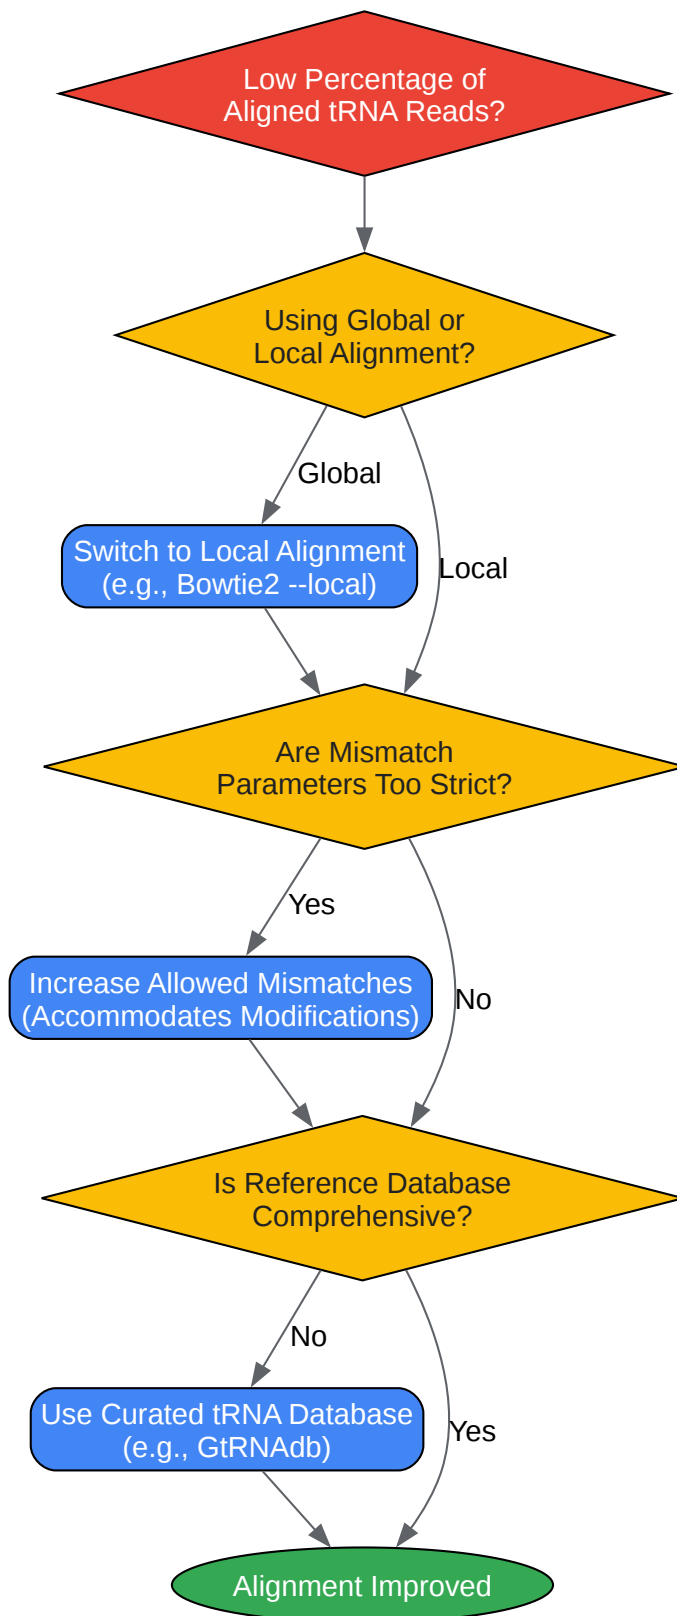 Low Percentage of
Aligned tRNA Reads?
Using Global or
Local Alignment?
Global
Switch to Local Alignment
(e.g., Bowtie2 --local)
Local
Are Mismatch
Parameters Too Strict?
Yes
Increase Allowed Mismatches
(Accommodates Modifications)
No
Is Reference Database
Comprehensive?
No
Use Curated tRNA Database
(e.g., GtRNAdb)
Yes
Alignment Improved